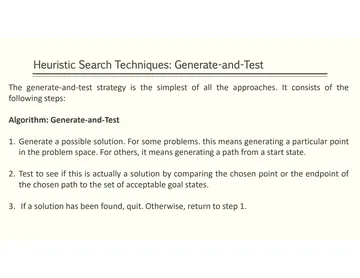 Heuristic Search Techniques: Generate-and-Test
The generate-and-test strategy is the simplest of all the approaches. It consists of the
following steps:
Algorithm: Generate-and-Test
1. Generate a possible solution. For some problems. this means generating a particular point
in the problem space. For others, it means generating a path from a start state.
2. Test to see if this is actually a solution by comparing the chosen point or the endpoint of
the chosen path to the set of acceptable goal states.
3. If a solution has been found, quit. Otherwise, return to step 1.